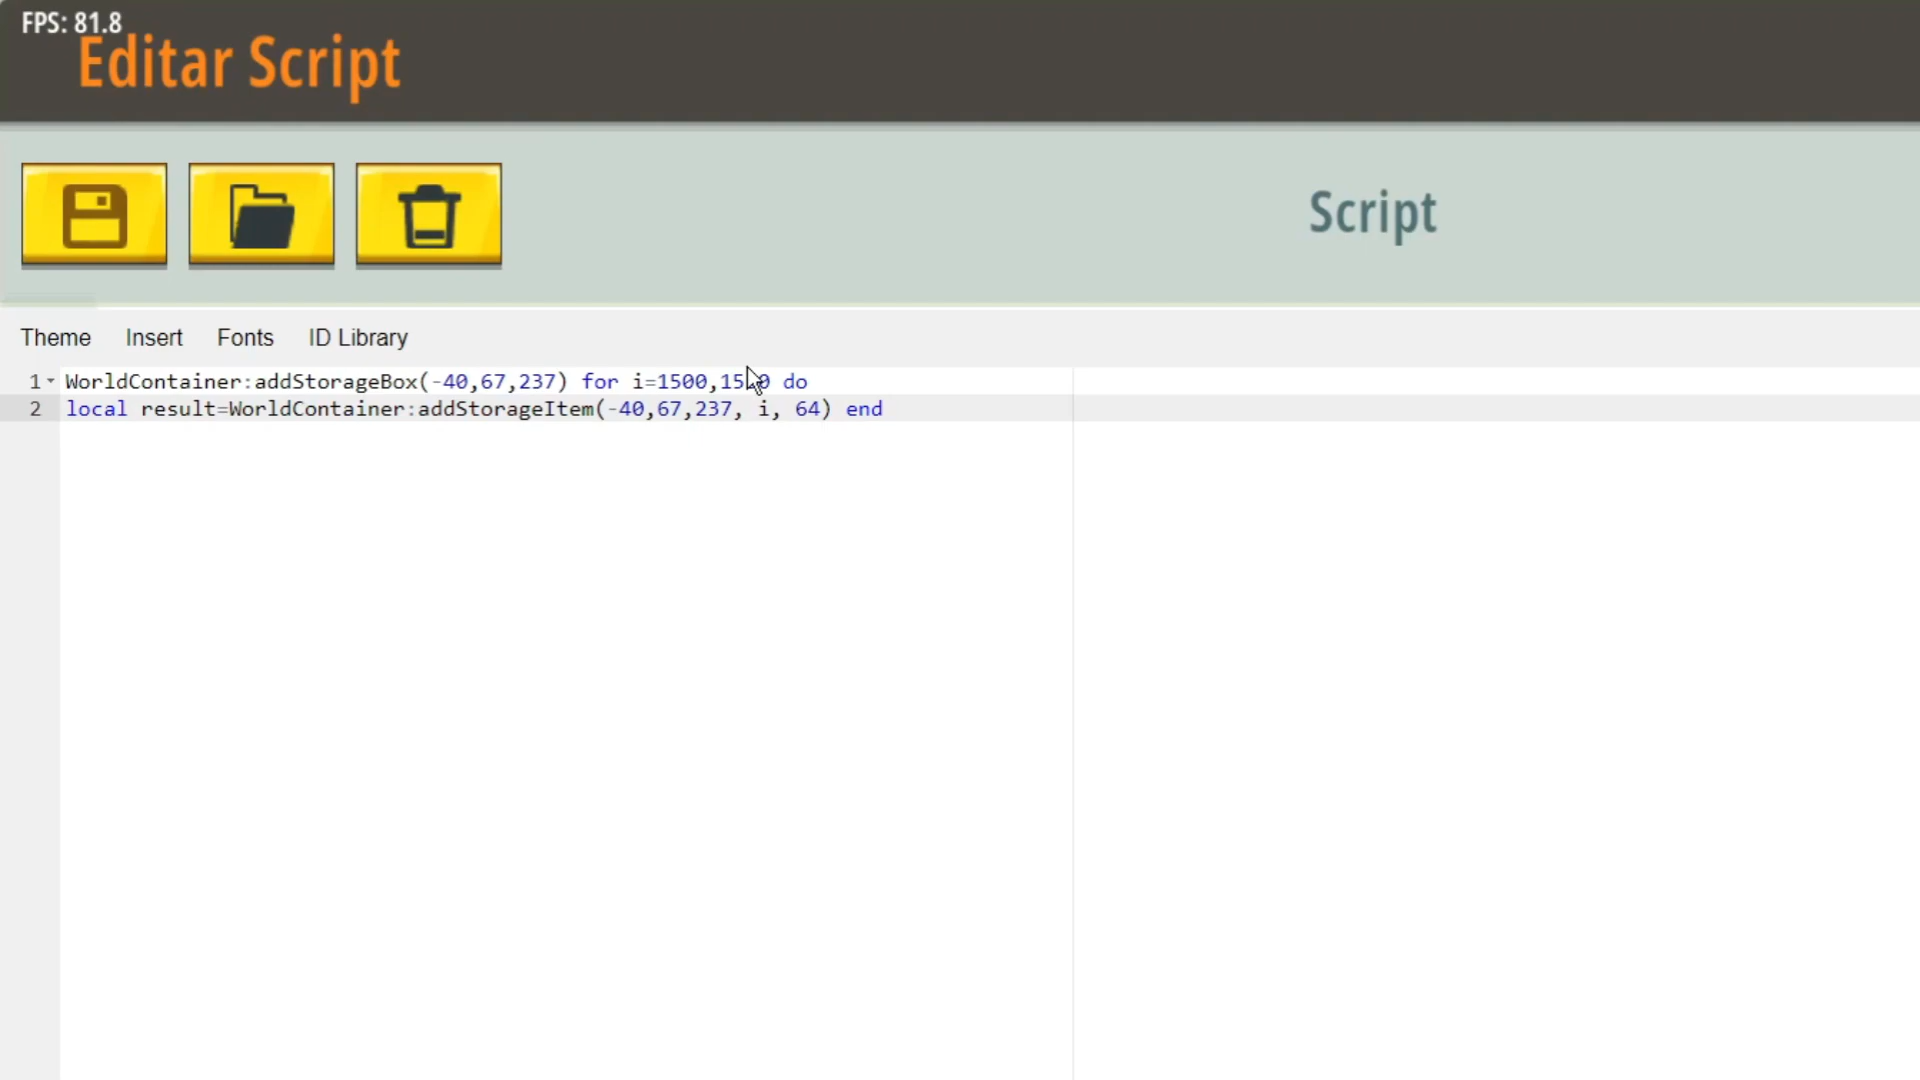 FPS: 81.8
Editar Script
Script
Theme Insert Fonts ID Library
1 WorldContainer:addStorageBox(-40,67,237) for i=1500, do
2 local result=WorldContainer:addStorageItem(-40,67,237, i, 64) end